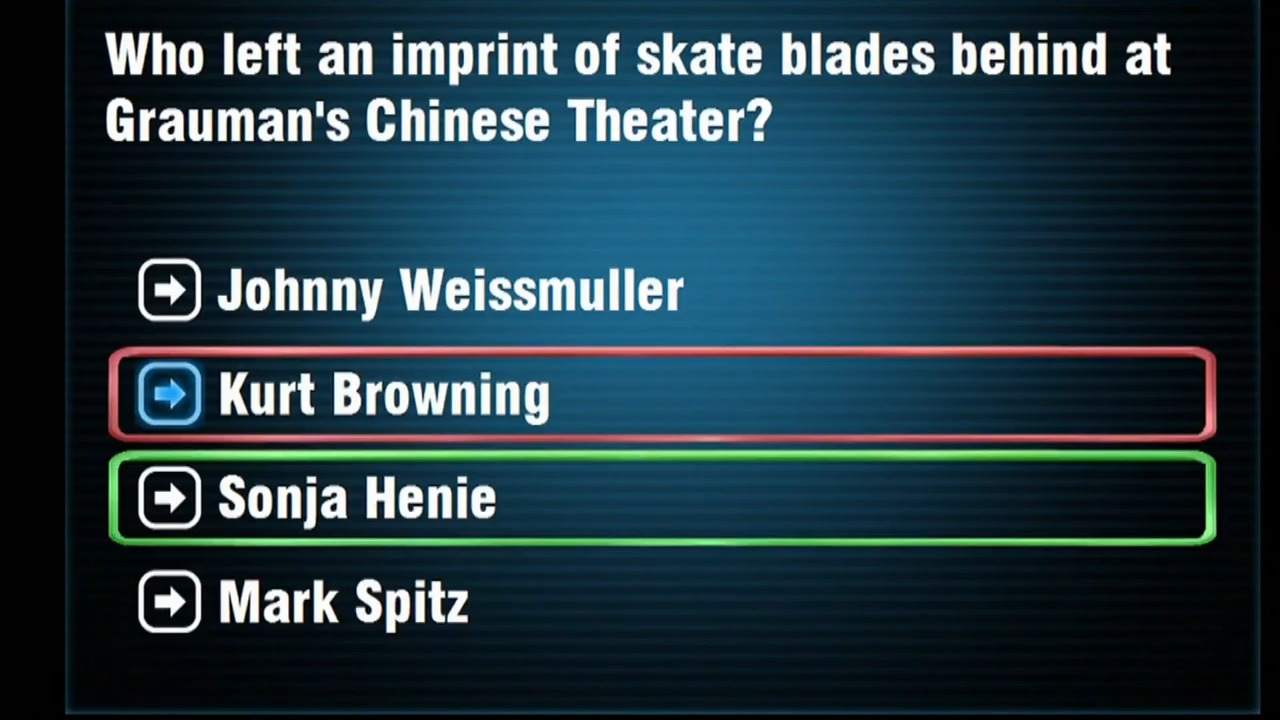 Who left an imprint of skate blades behind at
Grauman's Chinese Theater?
Johnny Weissmuller
Kurt Browning
Sonja Henie
Mark Spitz